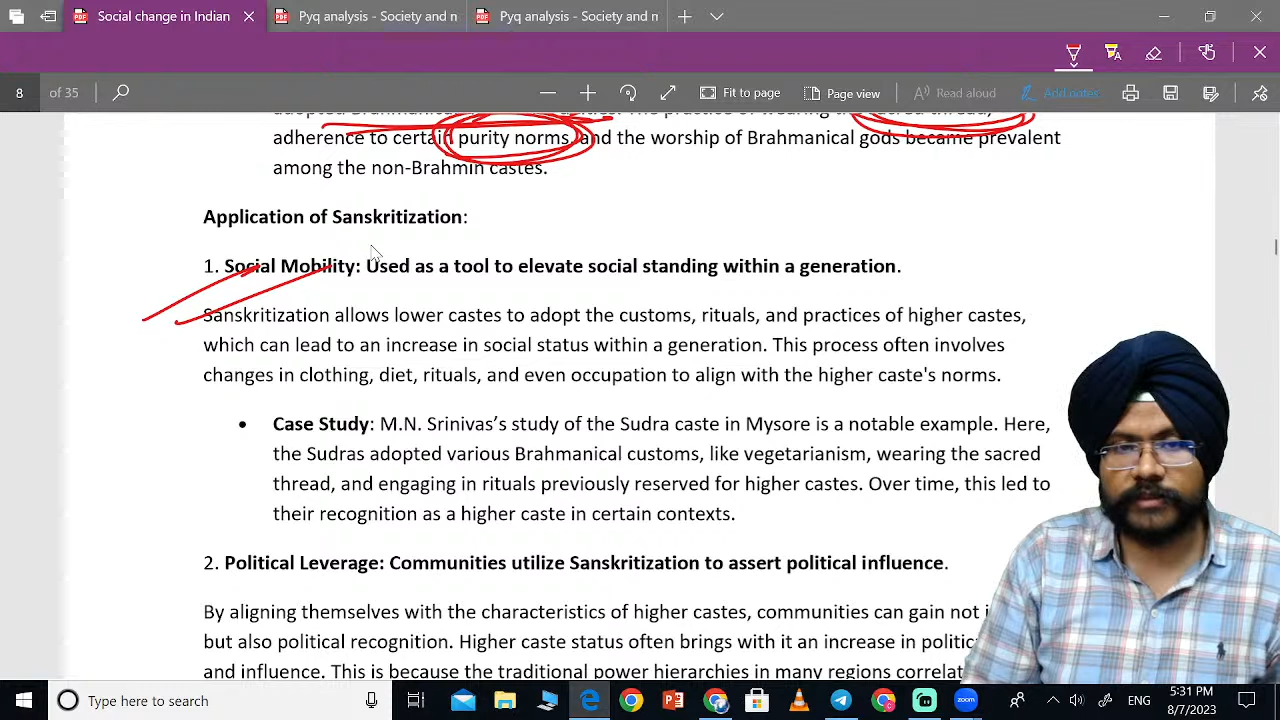 Social change in Indian
Pyq analysis - Society and n
Pyq analysis - Society and n
8 of 35
Fit to page
Page view
Read aloud
Add notes
adherence to certain purity norms, and the worship of Brahmanical gods became prevalent
among the non-Brahmin castes.
Application of Sanskritization:
1. Social Mobility: Used as a tool to elevate social standing within a generation.
Sanskritization allows lower castes to adopt the customs, rituals, and practices of higher castes,
which can lead to an increase in social status within a generation. This process often involves
changes in clothing, diet, rituals, and even occupation to align with the higher caste's norms.
• Case Study: M.N. Srinivas’s study of the Sudra caste in Mysore is a notable example. Here,
the Sudras adopted various Brahmanical customs, like vegetarianism, wearing the sacred
thread, and engaging in rituals previously reserved for higher castes. Over time, this led to
their recognition as a higher caste in certain contexts.
2. Political Leverage: Communities utilize Sanskritization to assert political influence.
By aligning themselves with the characteristics of higher castes, communities can gain not
but also political recognition. Higher caste status often brings with it an increase in
and influence. This is because the traditional power hierarchies in many regions
Type here to search
zoom
ENG
5:31 PM
8/7/2023